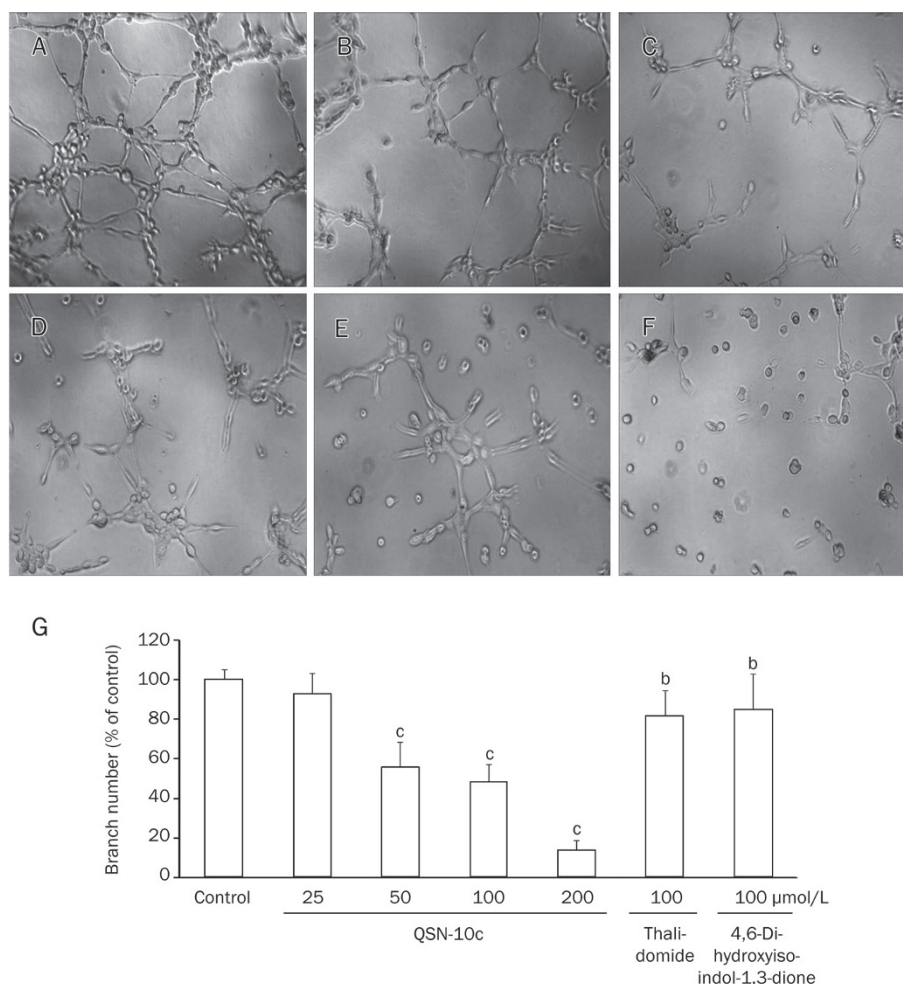 A
B
C
D
E
F
G
120
100
80
60
40
20
0
Branch number (% of control)
c
c
c
b
b
Control
25
50
100
200
100
100 μmol/L
QSN-10c
Thali-
domide
4,6-Di-
hydroxyiso-
indol-1,3-dione